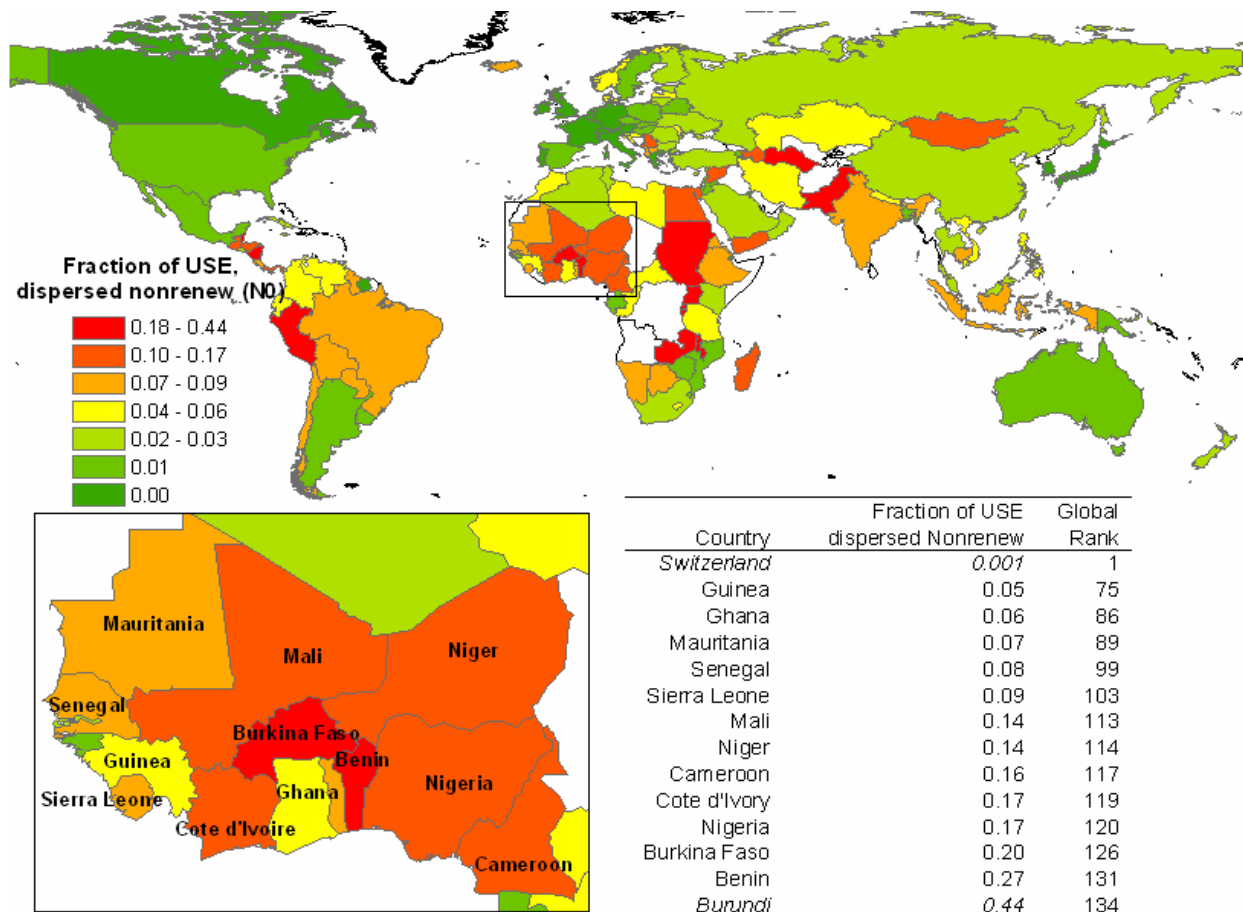 Fraction of USE,
dispersed nonrenew (N0)
0.18 - 0.44
0.10 - 0.17
0.07 - 0.09
0.04 - 0.06
0.02 - 0.03
0.01
0.00
Mauritania
Mali
Niger
Senegal
Burkina Faso
Benin
Guinea
Ghana
Nigeria
Sierra Leone
Cote d'Ivoire
Cameroon
Fraction of USE Global
Country dispersed Nonrenew Rank
Switzerland 0.001 1
Guinea 0.05 75
Ghana 0.06 86
Mauritania 0.07 89
Senegal 0.08 99
Sierra Leone 0.09 103
Mali 0.14 113
Niger 0.14 114
Cameroon 0.16 117
Cote d'Ivory 0.17 119
Nigeria 0.17 120
Burkina Faso 0.20 126
Benin 0.27 131
Burundi 0.44 134